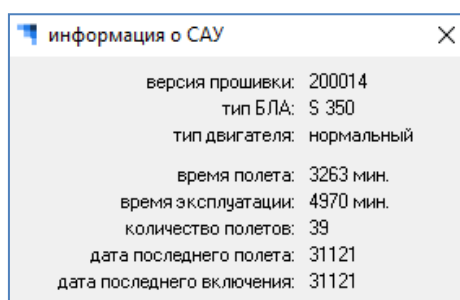 информация о САУ
версия прошивки: 200014
тип БЛА: S 350
тип двигателя: нормальный
время полета: 3263 мин.
время эксплуатации: 4970 мин.
количество полетов: 39
дата последнего полета: 31121
дата последнего включения: 31121